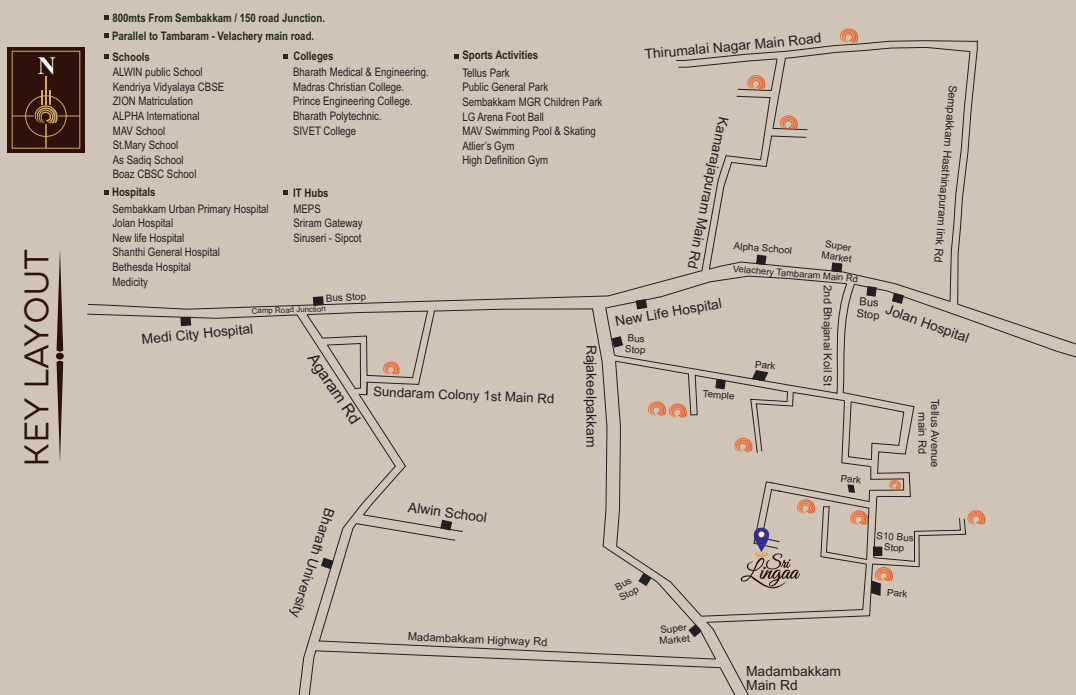 800mts From Sembakkam / 150 road Junction.
Parallel to Tambaram - Velachery main road.
N
Schools
ALWIN public School
Kendriya Vidyalaya CBSE
ZION Matriculation
ALPHA International
MAV School
St.Mary School
As Sadiq School
Boaz CBSC School
Colleges
Bharath Medical & Engineering.
Madras Christian College.
Prince Engineering College.
Bharath Polytechnic.
SIVET College
Sports Activities
Tellus Park
Public General Park
Sembakkam MGR Children Park
LG Arena Foot Ball
MAV Swimming Pool & Skating
Atlier's Gym
High Definition Gym
Hospitals
Sembakkam Urban Primary Hospital
Jolan Hospital
New life Hospital
Shanthi General Hospital
Bethesda Hospital
Medicity
IT Hubs
MEPS
Sriram Gateway
Siruseri - Sipcot
KEY LAYOUT
Thirumalai Nagar Main Road
Kamarajapuram Main Rd
Sempakkam Hasthinapuram link Rd
Alpha School
Super
Market
Velachery Tambaram Main Rd
Bus Stop
Camp Road Junction
Medi City Hospital
New Life Hospital
Bus
Stop
Jolan Hospital
2nd Bhajanai Koil St
Bus
Stop
Rajakeelpakkam
Park
Temple
Agaram Rd
Sundaram Colony 1st Main Rd
Tellus Avenue
main Rd
Park
Alwin School
Bharath University
S10 Bus
Stop
Sri
Lingaa
Bus
Stop
Park
Super
Market
Madambakkam Highway Rd
Madambakkam
Main Rd